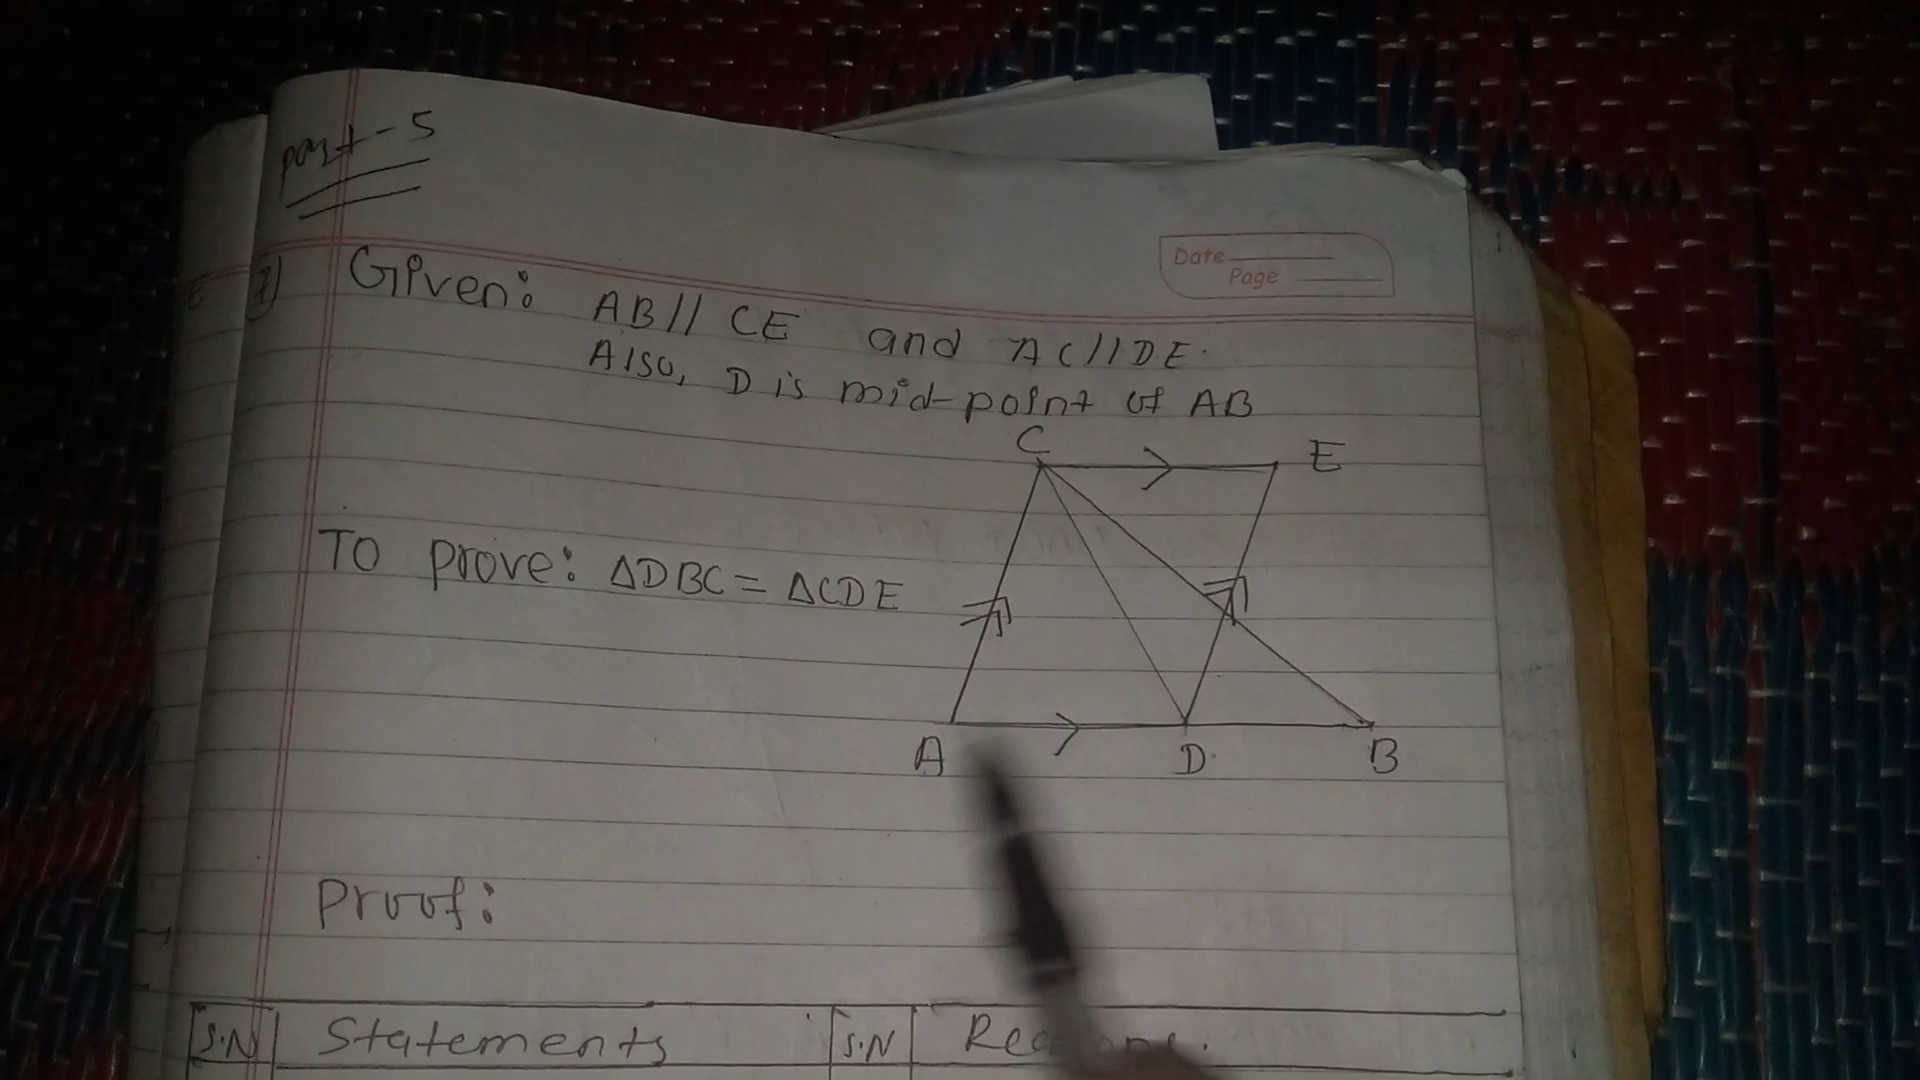 part-5
Date
Page
7) Given: AB// CE and AC//DE.
Also, D is mid-point of AB
C E
To prove: ΔDBC = ΔCDE
A D B
Proof:
S.N Statements S.N